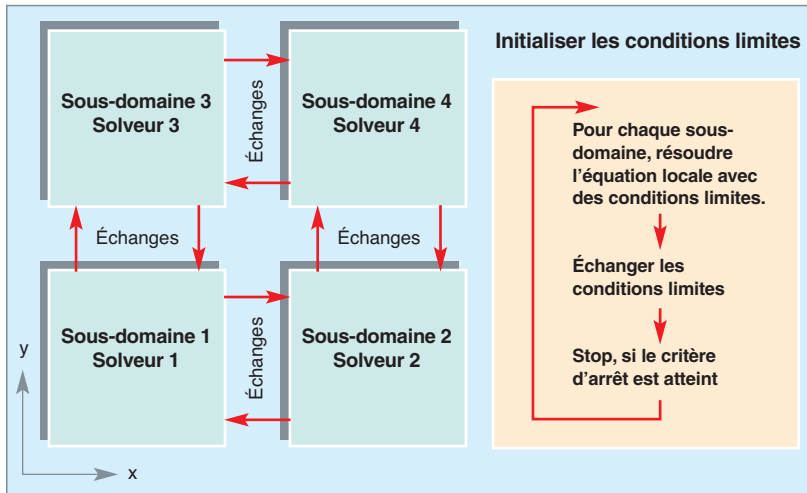 Initialiser les conditions limites
Sous-domaine 3
Solveur 3
Échanges
Sous-domaine 4
Solveur 4
Échanges
Échanges
Sous-domaine 1
Solveur 1
Échanges
Sous-domaine 2
Solveur 2
y
x
Pour chaque sous-
domaine, résoudre
l’équation locale avec
des conditions limites.
Échanger les
conditions limites
Stop, si le critère
d’arrêt est atteint